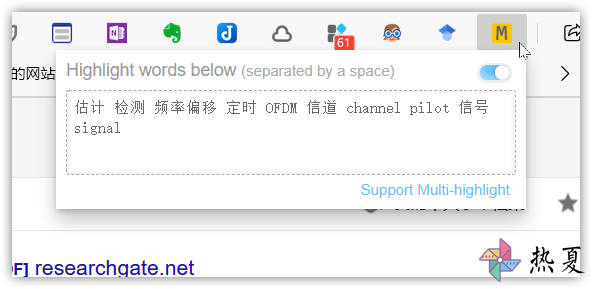 M
61
的网站
Highlight words below (separated by a space)
估计 检测 频率偏移 定时 OFDM 信道 channel pilot 信号
signal
Support Multi-highlight
DF] researchgate.net
热夏